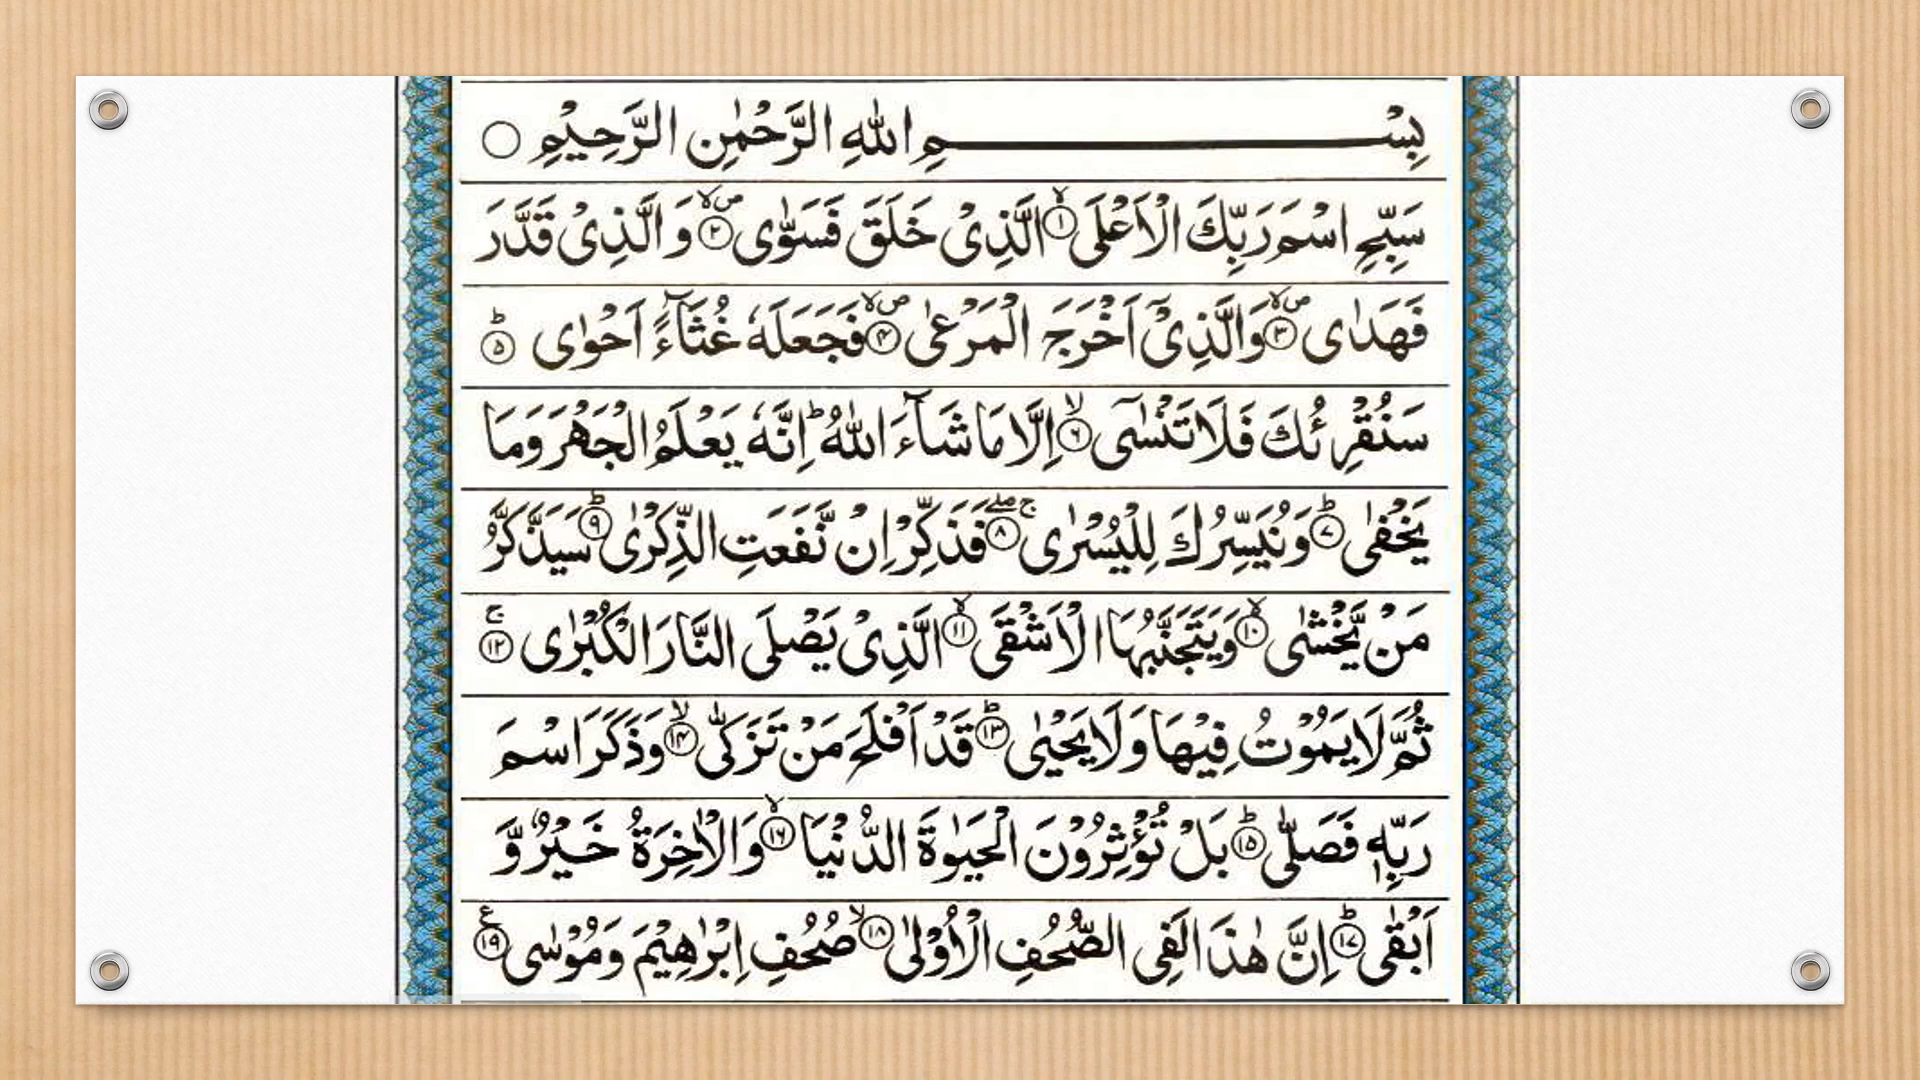 بِسْــــــــــــــــمِ اللّٰهِ الرَّحْمٰنِ الرَّحِيْمِ ○
سَبِّحِ اسْمَ رَبِّكَ الْاَعْلَى ۙ﴿۱﴾ الَّذِيْ خَلَقَ فَسَوّٰى ۪ۙ﴿۲﴾ وَ الَّذِيْ قَدَّرَ
فَهَدٰى ۪ۙ﴿۳﴾ وَالَّذِيْۤ اَخْرَجَ الْمَرْعٰى ۪ۙ﴿۴﴾ فَجَعَلَهٗ غُثَآءً اَحْوٰى ؕ﴿۵﴾
سَنُقْرِئُكَ فَلَا تَنْسٰۤى ۙ﴿۶﴾ اِلَّا مَا شَآءَ اللّٰهُ ؕ اِنَّهٗ يَعْلَمُ الْجَهْرَ وَمَا
يَخْفٰى ؕ﴿۷﴾ وَنُيَسِّرُكَ لِلْيُسْرٰى ۚۖ﴿۸﴾ فَذَكِّرْ اِنْ نَّفَعَتِ الذِّكْرٰى ؕ﴿۹﴾ سَيَذَّكَّرُ
مَنْ يَّخْشٰى ۙ﴿۱۰﴾ وَيَتَجَنَّبُهَا الْاَشْقَى ۙ﴿۱۱﴾ الَّذِيْ يَصْلَى النَّارَ الْكُبْرٰى ۚ﴿۱۲﴾
ثُمَّ لَا يَمُوْتُ فِيْهَا وَلَا يَحْيٰى ؕ﴿۱۳﴾ قَدْ اَفْلَحَ مَنْ تَزَكّٰى ۙ﴿۱۴﴾ وَذَكَرَ اسْمَ
رَبِّهٖ فَصَلّٰى ؕ﴿۱۵﴾ بَلْ تُؤْثِرُوْنَ الْحَيٰوةَ الدُّنْيَا ۙ﴿۱۶﴾ وَالْاٰخِرَةُ خَيْرٌ وَّ
اَبْقٰى ؕ﴿۱۷﴾ اِنَّ هٰذَا لَفِى الصُّحُفِ الْاُوْلٰى ۙ﴿۱۸﴾ صُحُفِ اِبْرٰهِيْمَ وَمُوْسٰى ﴿۱۹﴾ ع